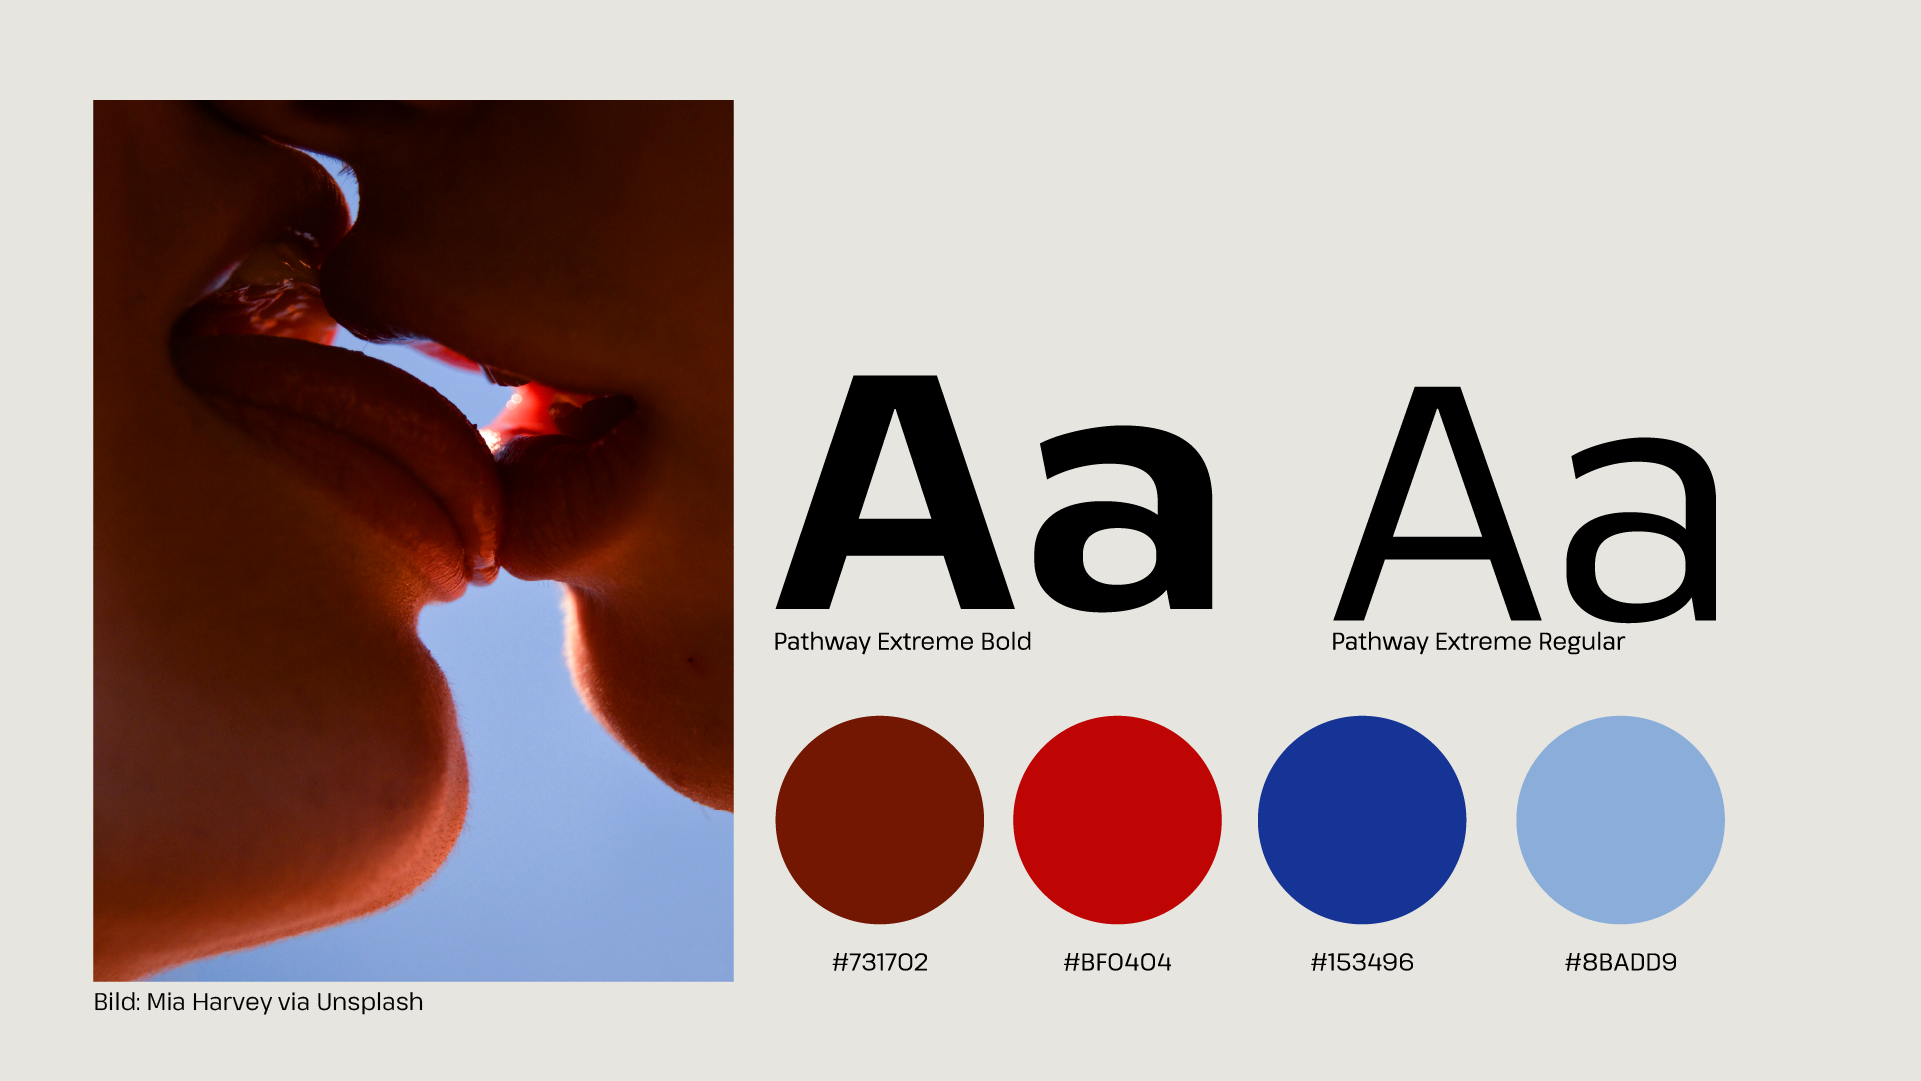 Aa
Aa
Pathway Extreme Bold
Pathway Extreme Regular
#731702
#BF0404
#153496
#8BADD9
Bild: Mia Harvey via Unsplash